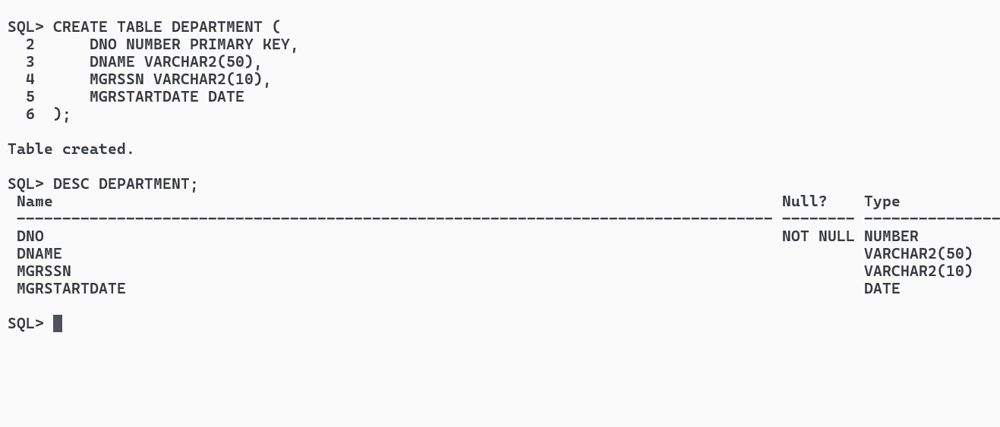 SQL> CREATE TABLE DEPARTMENT (
  2      DNO NUMBER PRIMARY KEY,
  3      DNAME VARCHAR2(50),
  4      MGRSSN VARCHAR2(10),
  5      MGRSTARTDATE DATE
  6  );
Table created.
SQL> DESC DEPARTMENT;
 Name                                                                                Null?    Type
 ----------------------------------------------------------------------------------- -------- ---------------
 DNO                                                                                 NOT NULL NUMBER
 DNAME                                                                                        VARCHAR2(50)
 MGRSSN                                                                                       VARCHAR2(10)
 MGRSTARTDATE                                                                                 DATE
SQL>